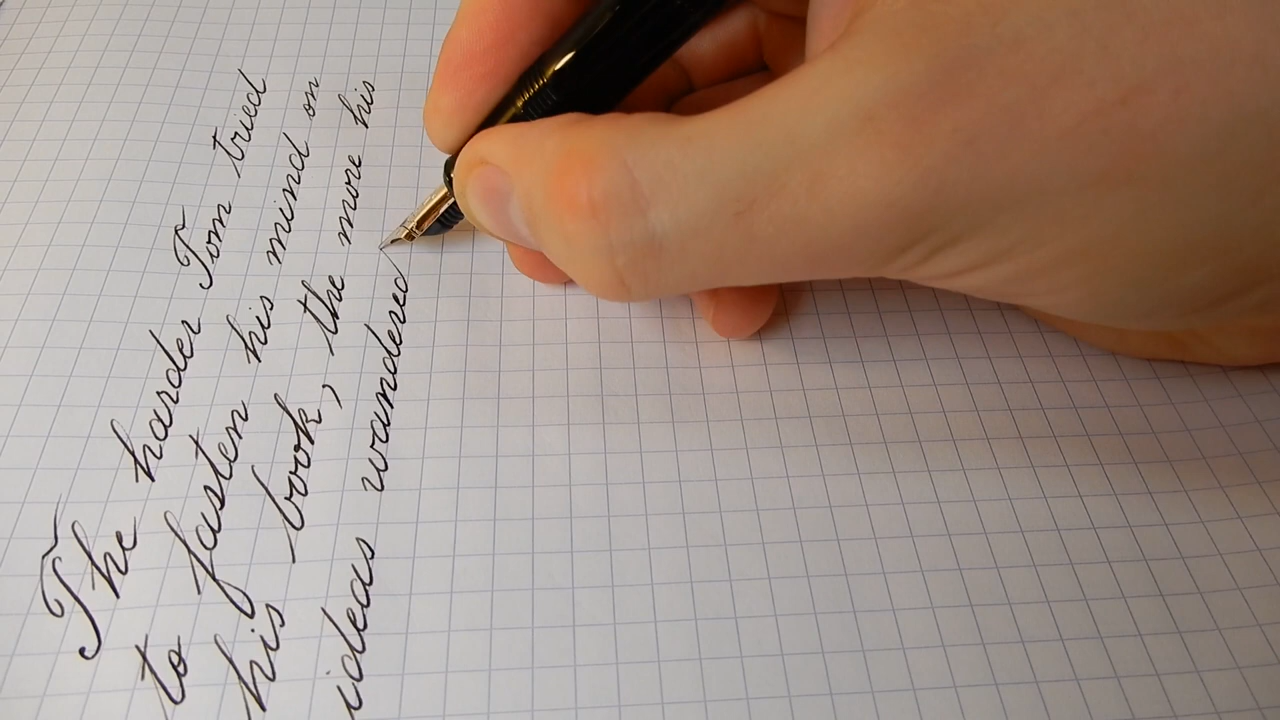 The harder Tom tried
to fasten his mind on
his book, the more his
ideas wandered